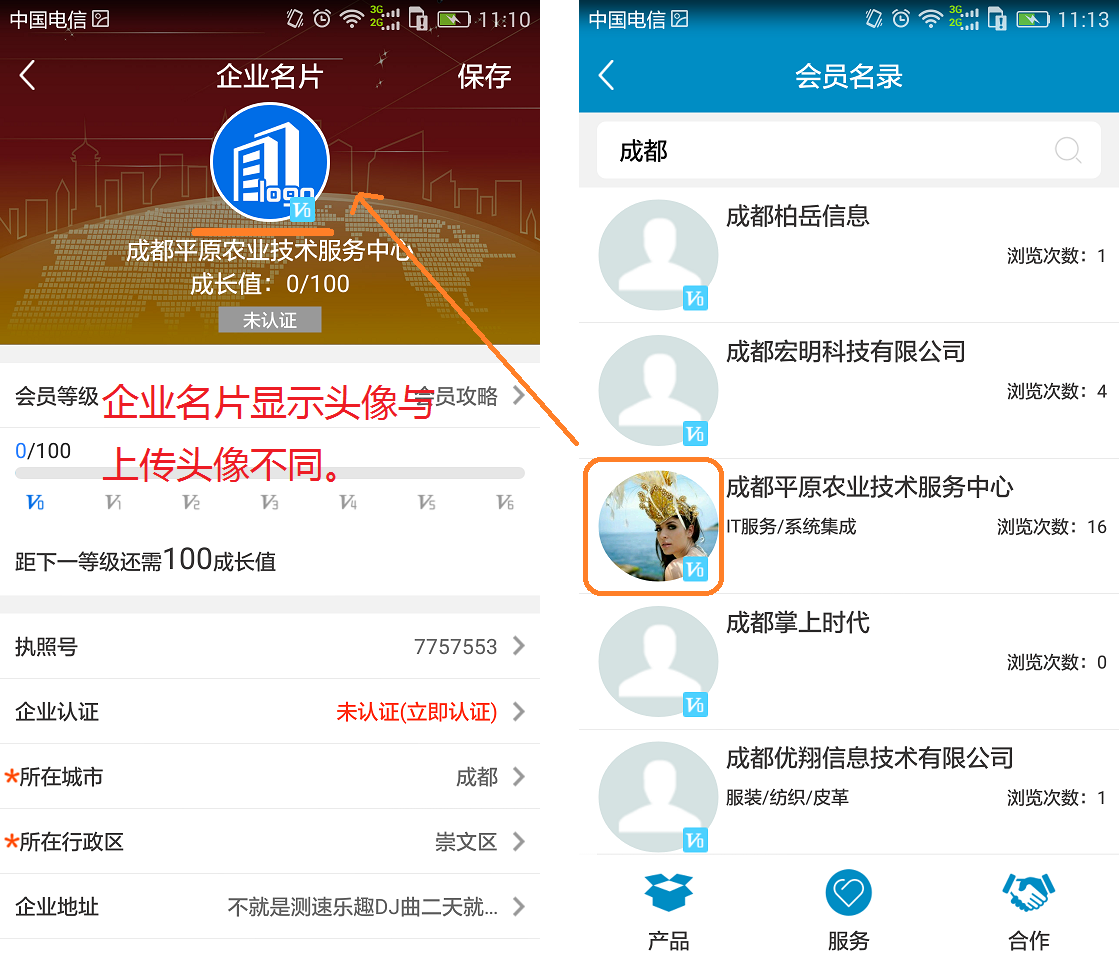 中国电信 3G 2G 11:10
企业名片 保存
logo
V0
成都平原农业技术服务中心
成长值：0/100
未认证
会员等级 会员攻略
企业名片显示头像与
上传头像不同。
0/100
V0 V1 V2 V3 V4 V5 V6
距下一等级还需100成长值
执照号 7757553
企业认证 未认证(立即认证)
*所在城市 成都
*所在行政区 崇文区
企业地址 不就是测速乐趣DJ曲二天就...
中国电信 3G 2G 11:13
会员名录
成都
成都柏岳信息
浏览次数：1
V0
成都宏明科技有限公司
浏览次数：4
V0
成都平原农业技术服务中心
IT服务/系统集成 浏览次数：16
V0
成都掌上时代
浏览次数：0
V0
成都优翔信息技术有限公司
服装/纺织/皮革 浏览次数：1
V0
产品 服务 合作